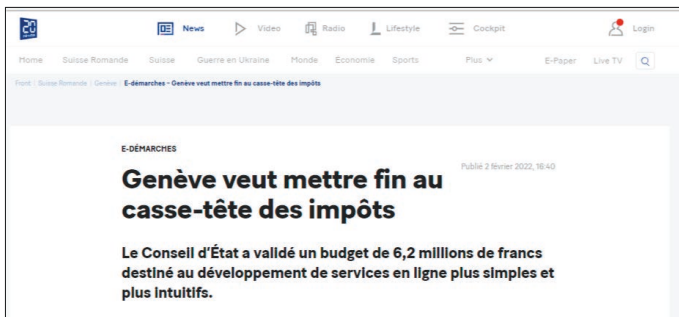 20
News
Video
Radio
Lifestyle
Cockpit
Login
Home
Suisse Romande
Suisse
Guerre en Ukraine
Monde
Economie
Sports
Plus
E-Paper
Live TV
Front | Suisse Romande | Genève | E-démarches - Genève veut mettre fin au casse-tête des impôts
E-DÉMARCHES
Publié 2 février 2022, 16:40
Genève veut mettre fin au
casse-tête des impôts
Le Conseil d'État a validé un budget de 6,2 millions de francs
destiné au développement de services en ligne plus simples et
plus intuitifs.